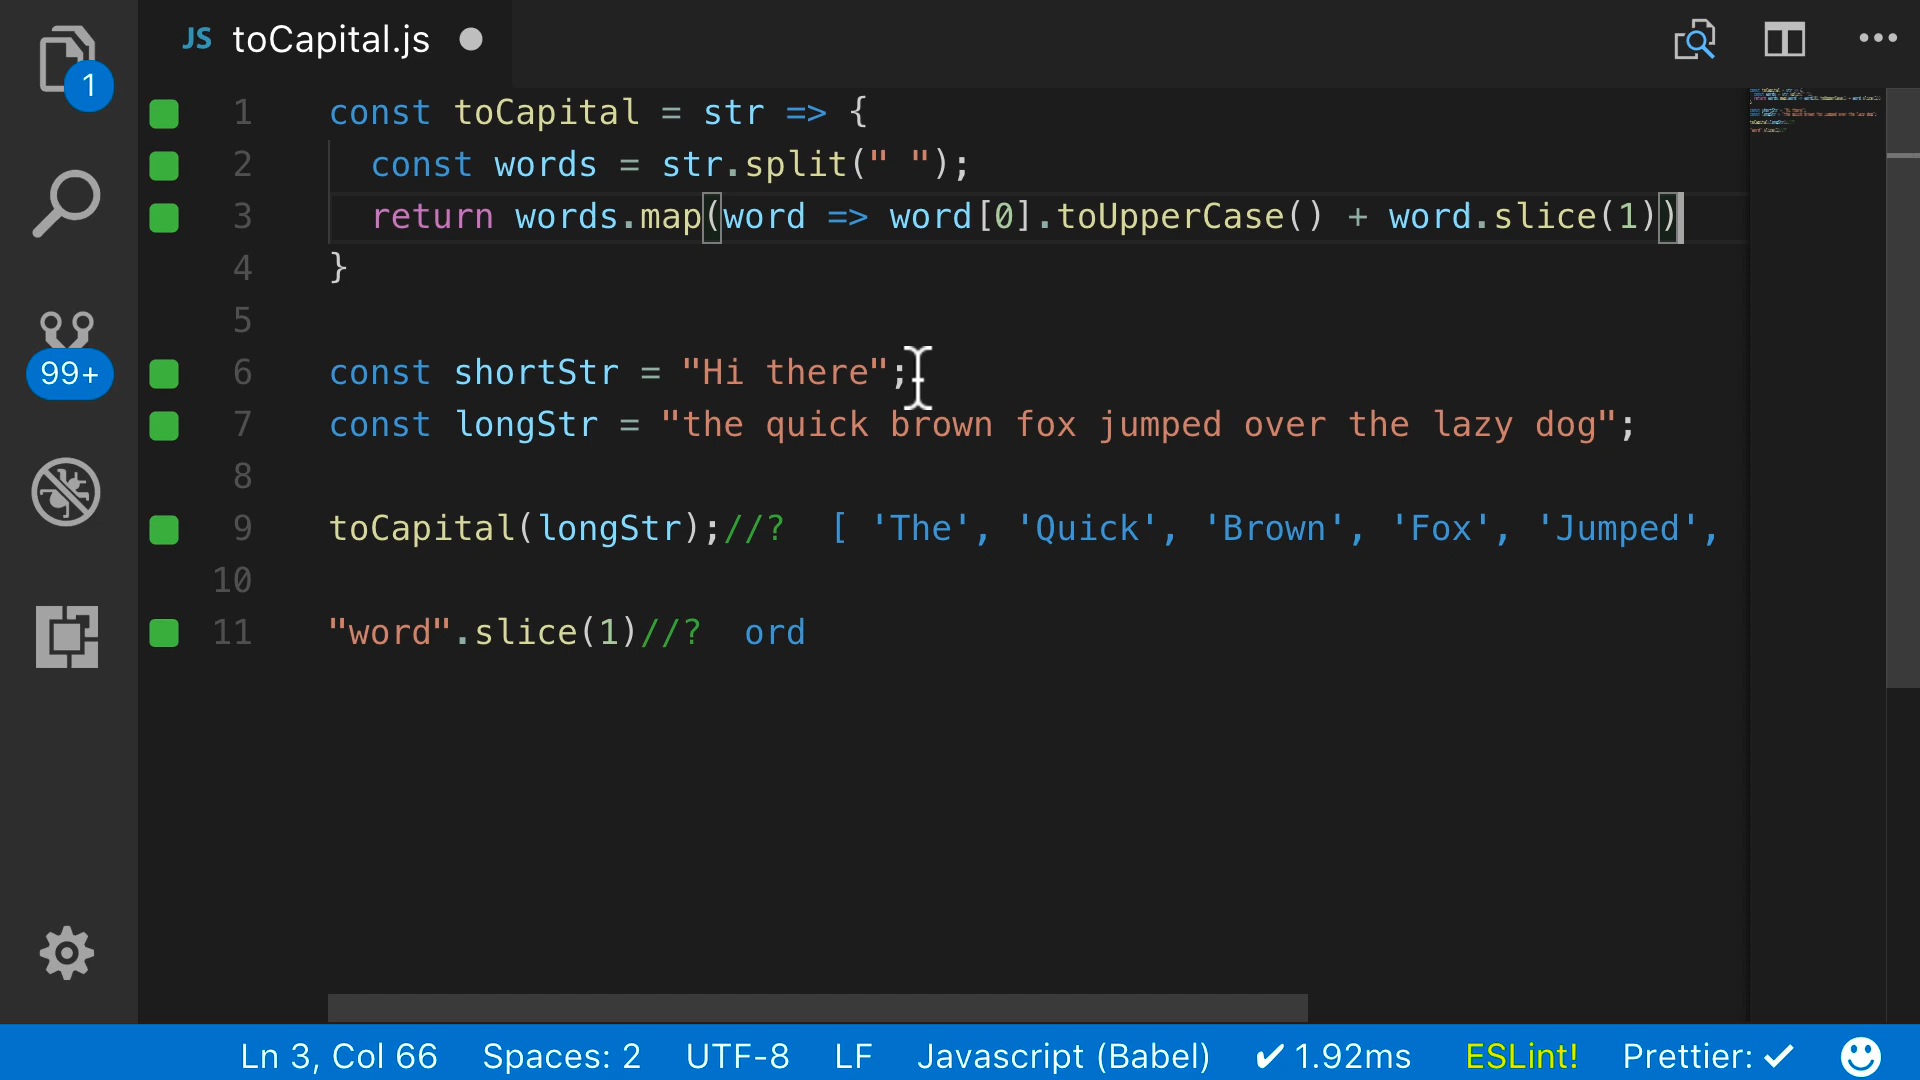 JS toCapital.js
1
1 const toCapital = str => {
2 const words = str.split(" ");
3 return words.map(word => word[0].toUpperCase() + word.slice(1))
4 }
5
99+
6 const shortStr = "Hi there";
7 const longStr = "the quick brown fox jumped over the lazy dog";
8
9 toCapital(longStr);//? [ 'The', 'Quick', 'Brown', 'Fox', 'Jumped',
10
11 "word".slice(1)//? ord
Ln 3, Col 66 Spaces: 2 UTF-8 LF Javascript (Babel) ✔ 1.92ms ESLint! Prettier: ✓